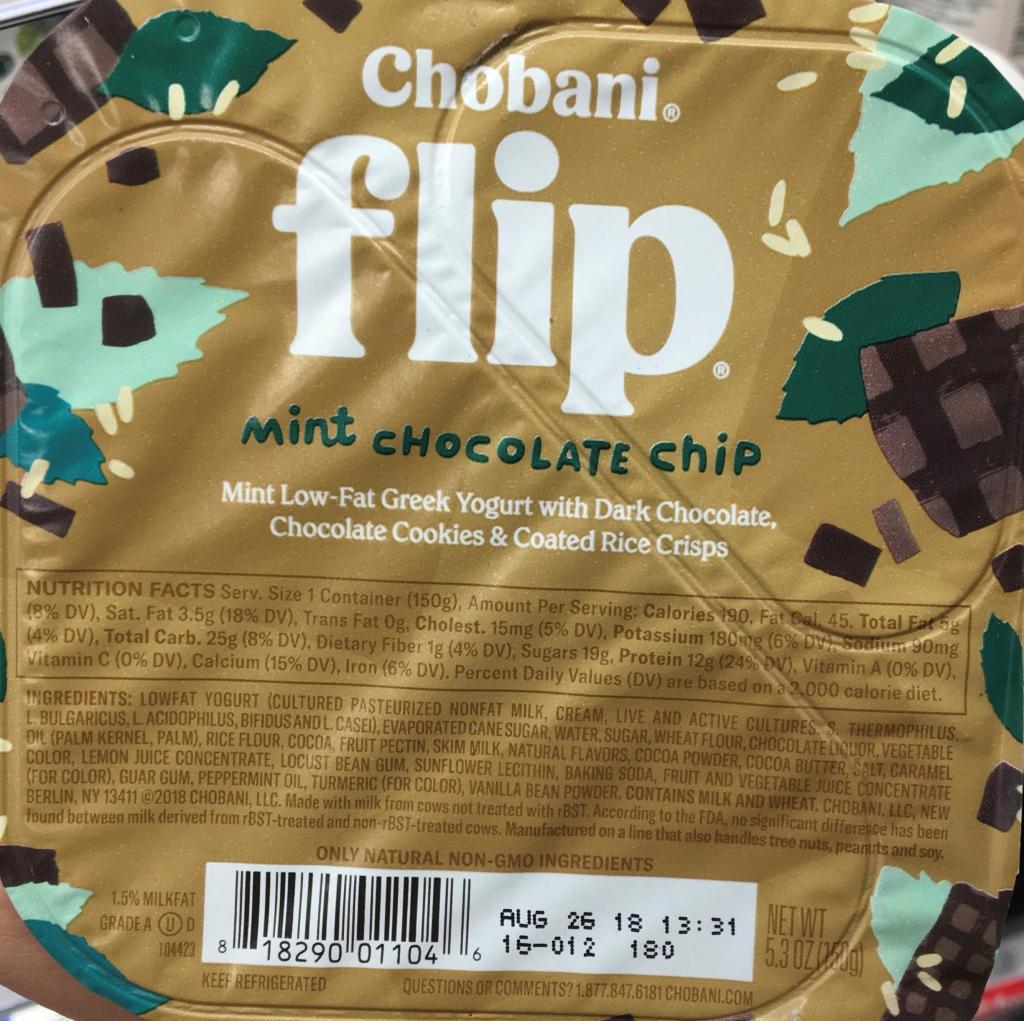 Chobani®
flip®
mint CHOCOLATE CHIP
Mint Low-Fat Greek Yogurt with Dark Chocolate,
Chocolate Cookies & Coated Rice Crisps
NUTRITION FACTS Serv. Size 1 Container (150g), Amount Per Serving: Calories 190, Fat Cal. 45, Total Fat 5g
(8% DV), Sat. Fat 3.5g (18% DV), Trans Fat 0g, Cholest. 15mg (5% DV), Potassium 180mg (6% DV), Sodium 90mg
(4% DV), Total Carb. 25g (8% DV), Dietary Fiber 1g (4% DV), Sugars 19g, Protein 12g (24% DV), Vitamin A (0% DV),
Vitamin C (0% DV), Calcium (15% DV), Iron (6% DV). Percent Daily Values (DV) are based on a 2,000 calorie diet.
INGREDIENTS: LOWFAT YOGURT (CULTURED PASTEURIZED NONFAT MILK, CREAM, LIVE AND ACTIVE CULTURES: S. THERMOPHILUS,
L. BULGARICUS, L. ACIDOPHILUS, BIFIDUS AND L. CASEI), EVAPORATED CANE SUGAR, WATER, SUGAR, WHEAT FLOUR, CHOCOLATE LIQUOR, VEGETABLE
OIL (PALM KERNEL, PALM), RICE FLOUR, COCOA, FRUIT PECTIN, SKIM MILK, NATURAL FLAVORS, COCOA POWDER, COCOA BUTTER, SALT, CARAMEL
COLOR, LEMON JUICE CONCENTRATE, LOCUST BEAN GUM, SUNFLOWER LECITHIN, BAKING SODA, FRUIT AND VEGETABLE JUICE CONCENTRATE
(FOR COLOR), GUAR GUM, PEPPERMINT OIL, TURMERIC (FOR COLOR), VANILLA BEAN POWDER. CONTAINS MILK AND WHEAT. CHOBANI, LLC, NEW
BERLIN, NY 13411 ©2018 CHOBANI, LLC. Made with milk from cows not treated with rBST. According to the FDA, no significant difference has been
found between milk derived from rBST-treated and non-rBST-treated cows. Manufactured on a line that also handles tree nuts, peanuts and soy.
ONLY NATURAL NON-GMO INGREDIENTS
1.5% MILKFAT
GRADE A Ⓤ D
104423
8 18290 01104 6
AUG 26 18 13:31
16-012 180
NET WT
5.3 OZ (150g)
KEEP REFRIGERATED
QUESTIONS OR COMMENTS? 1.877.847.6181 CHOBANI.COM